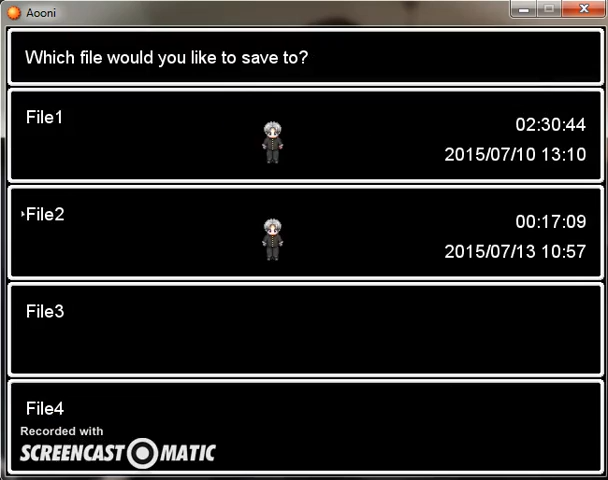 Aooni
Which file would you like to save to?
File1
02:30:44
2015/07/10 13:10
File2
00:17:09
2015/07/13 10:57
File3
File4
Recorded with
SCREENCAST MATIC